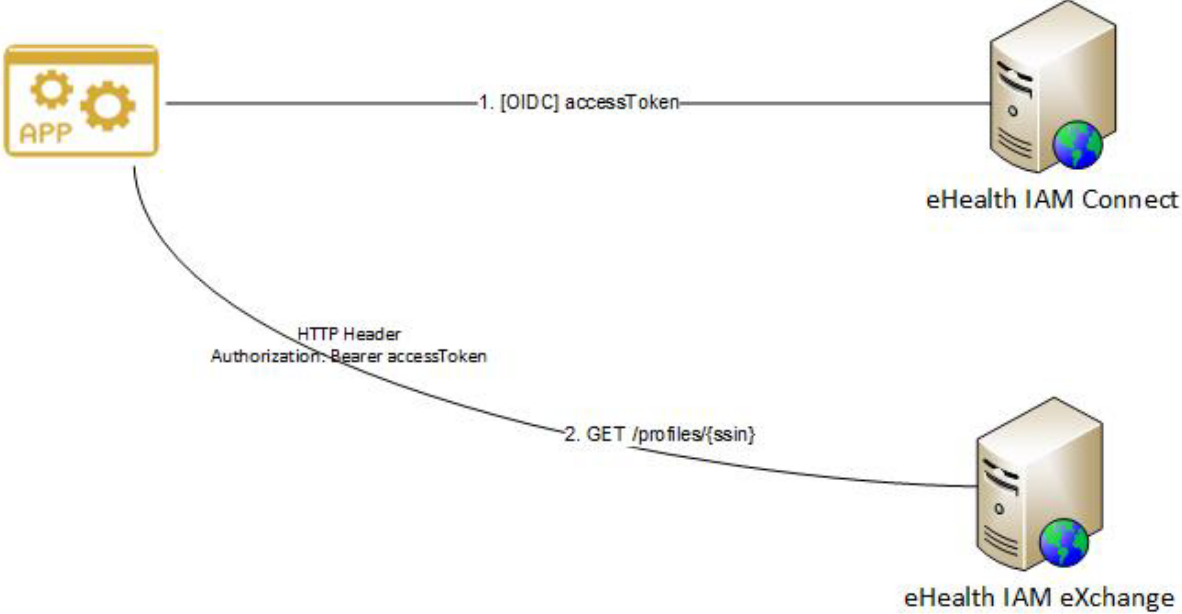 APP
1. [OIDC] accessToken
eHealth IAM Connect
HTTP Header
Authorization: Bearer accessToken
2. GET /profiles/{ssin}
eHealth IAM eXchange